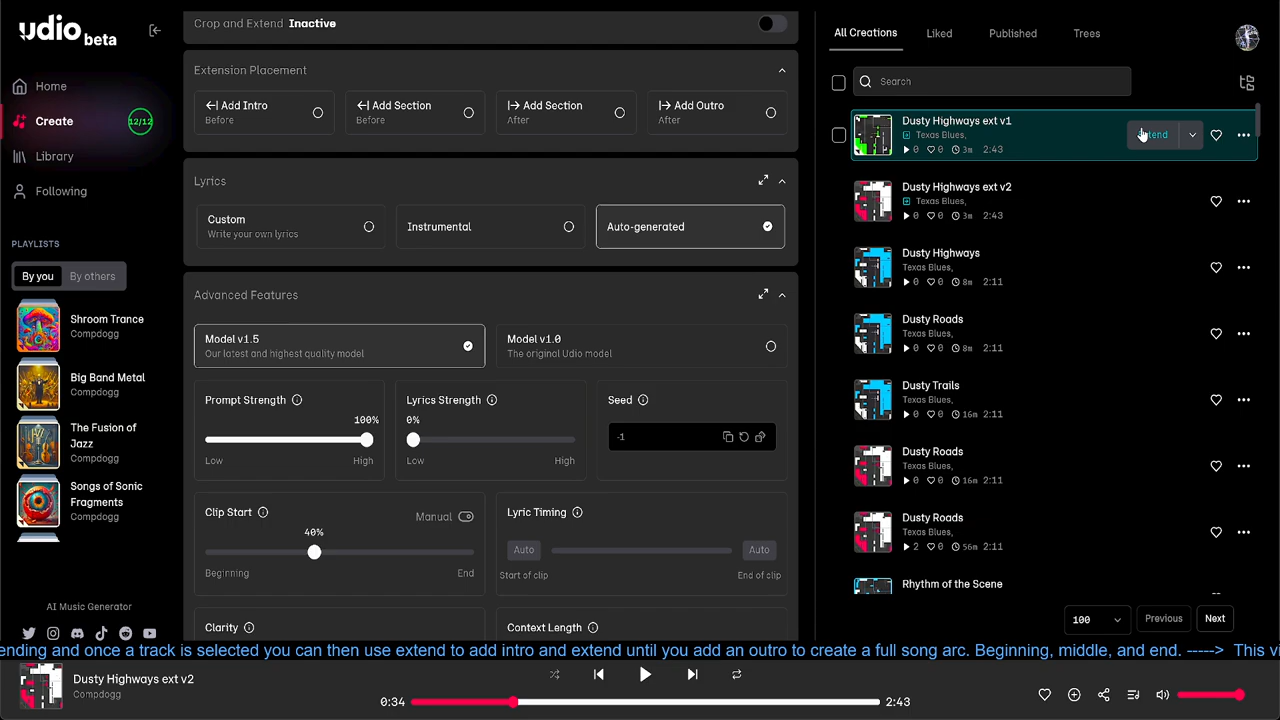 udio beta
Home
Create
12/12
Library
Following
PLAYLISTS
By you
By others
Shroom Trance
Compdogg
Big Band Metal
Compdogg
The Fusion of
Jazz
Compdogg
Songs of Sonic
Fragments
Compdogg
AI Music Generator
Crop and Extend Inactive
Extension Placement
Add Intro
Before
Add Section
Before
Add Section
After
Add Outro
After
Lyrics
Custom
Write your own lyrics
Instrumental
Auto-generated
Advanced Features
Model v1.5
Our latest and highest quality model
Model v1.0
The original Udio model
Prompt Strength
100%
Low
High
Lyrics Strength
0%
Low
High
Seed
-1
Clip Start
Manual
40%
Beginning
End
Lyric Timing
Auto
Auto
Start of clip
End of clip
Clarity
Context Length
All Creations
Liked
Published
Trees
Search
Dusty Highways ext v1
Texas Blues,
0 0 3m 2:43
Dusty Highways ext v2
Texas Blues,
0 0 3m 2:43
Dusty Highways
Texas Blues,
0 0 8m 2:11
Dusty Roads
Texas Blues,
0 0 8m 2:11
Dusty Trails
Texas Blues,
0 0 16m 2:11
Dusty Roads
Texas Blues,
0 0 16m 2:11
Dusty Roads
Texas Blues,
2 0 56m 2:11
Rhythm of the Scene
100
Previous
Next
ending and once a track is selected you can then use extend to add intro and extend until you add an outro to create a full song arc. Beginning, middle, and end. -----> This vi
Dusty Highways ext v2
Compdogg
0:34
2:43